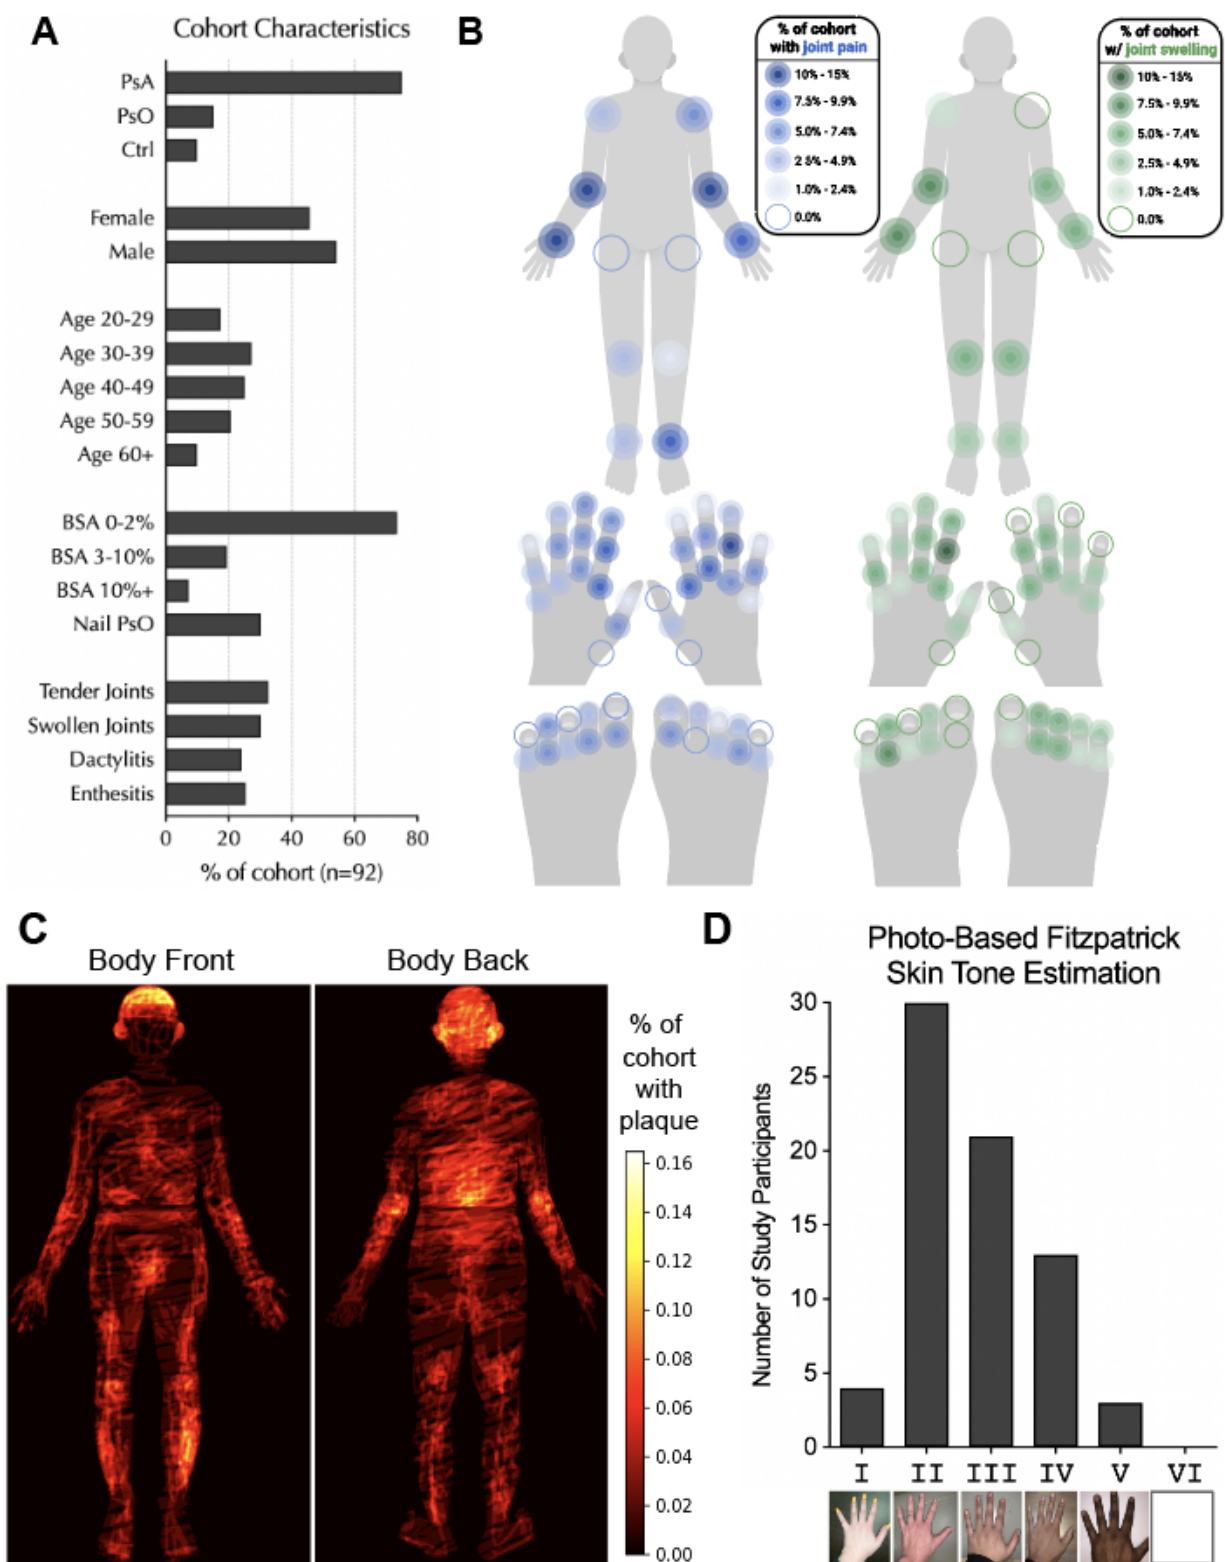 A
Cohort Characteristics
PsA
PsO
Ctrl
Female
Male
Age 20-29
Age 30-39
Age 40-49
Age 50-59
Age 60+
BSA 0-2%
BSA 3-10%
BSA 10%+
Nail PsO
Tender Joints
Swollen Joints
Dactylitis
Enthesitis
0 20 40 60 80
% of cohort (n=92)
B
% of cohort
with joint pain
10% - 15%
7.5% - 9.9%
5.0% - 7.4%
2.5% - 4.9%
1.0% - 2.4%
0.0%
% of cohort
w/ joint swelling
10% - 15%
7.5% - 9.9%
5.0% - 7.4%
2.5% - 4.9%
1.0% - 2.4%
0.0%
C
Body Front
Body Back
% of
cohort
with
plaque
0.16
0.14
0.12
0.10
0.08
0.06
0.04
0.02
0.00
D
Photo-Based Fitzpatrick
Skin Tone Estimation
Number of Study Participants
30
25
20
15
10
5
0
I II III IV V VI